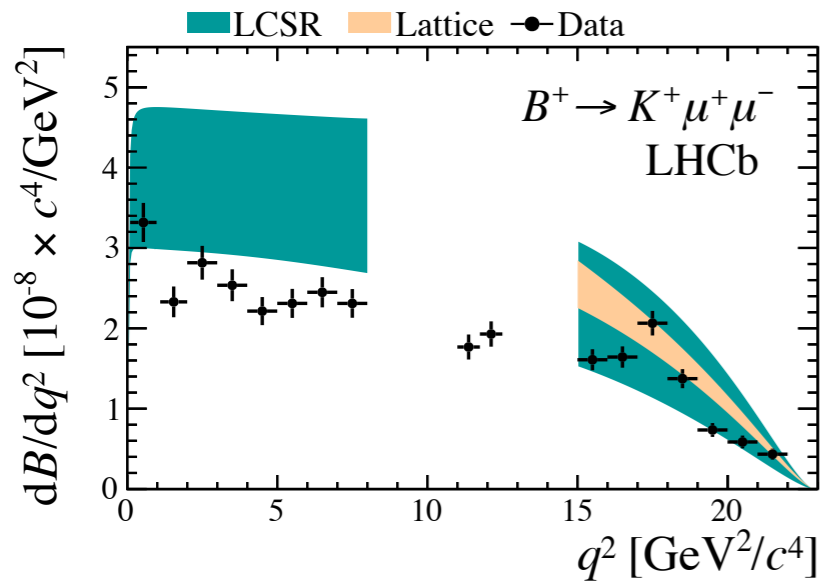 LCSR Lattice Data
B⁺ → K⁺μ⁺μ⁻
LHCb
dB/dq² [10⁻⁸ × c⁴/GeV²]
5
4
3
2
1
0
0 5 10 15 20
q² [GeV²/c⁴]